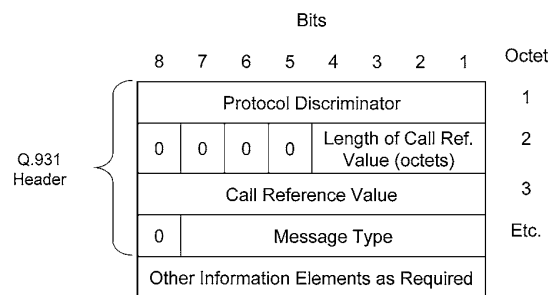 Bits
8 7 6 5 4 3 2 1 Octet
Protocol Discriminator 1
0 0 0 0 Length of Call Ref. 2
Value (octets)
Q.931
Header
Call Reference Value 3
0 Message Type Etc.
Other Information Elements as Required